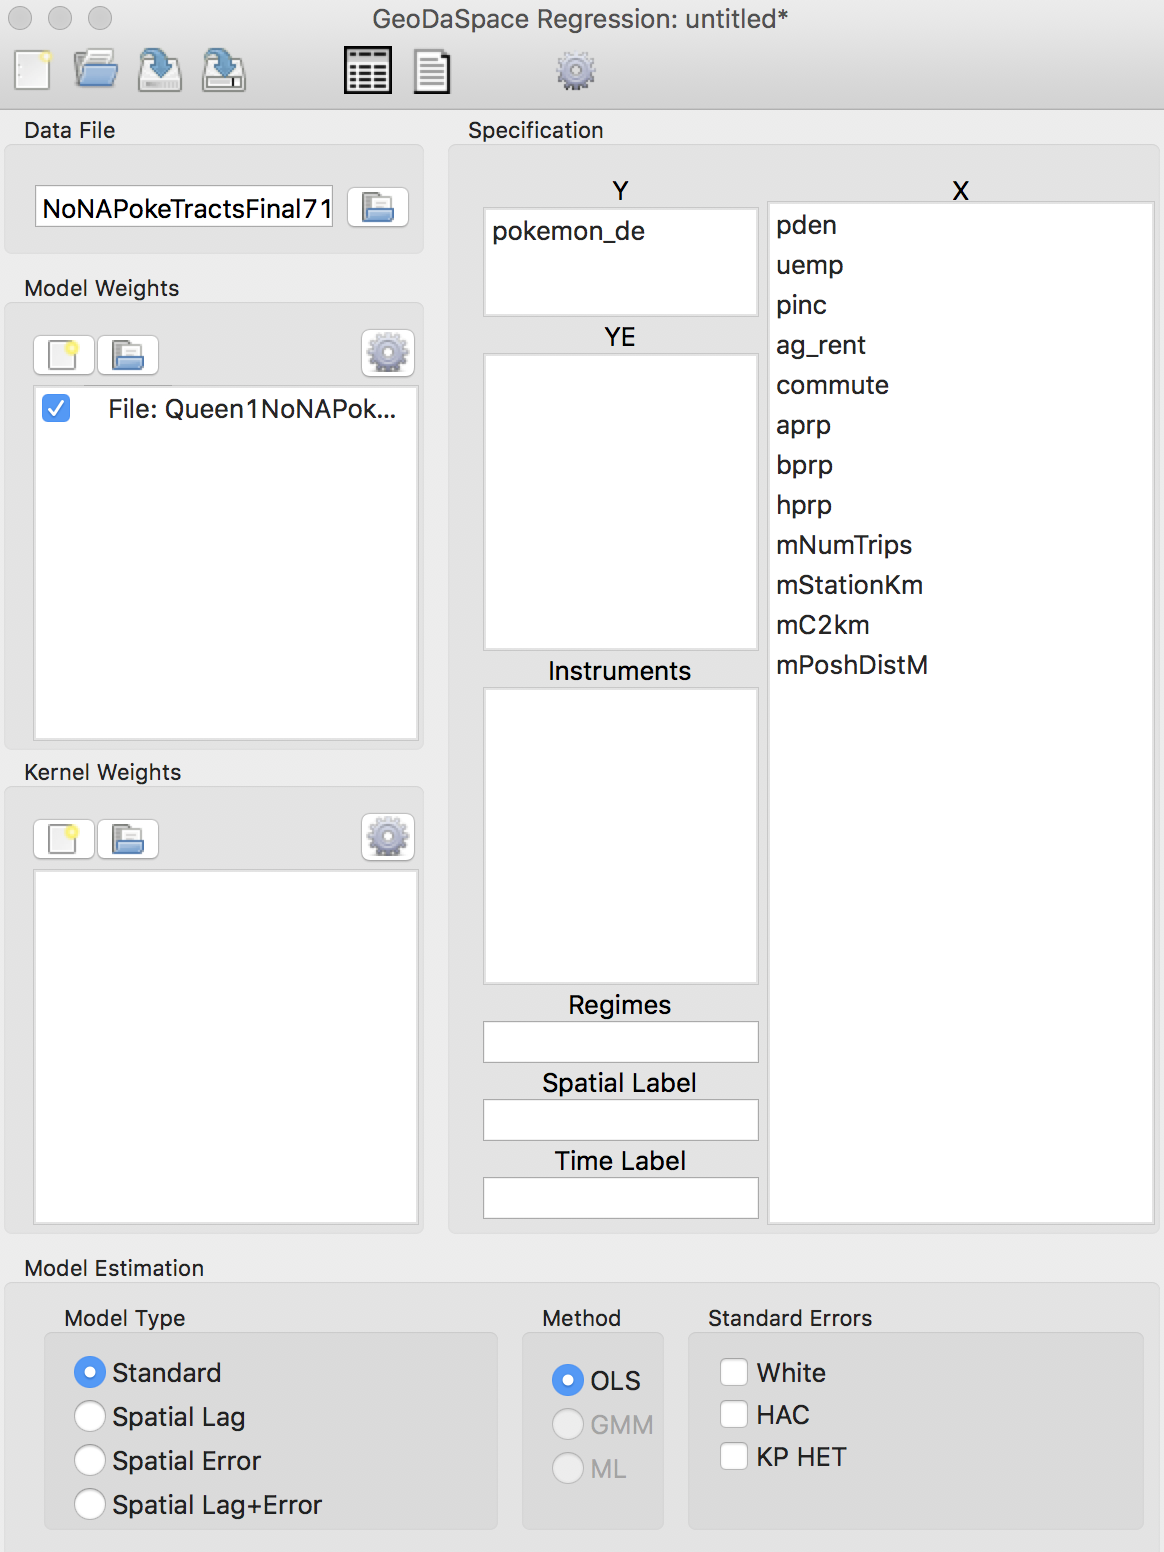 GeoDaSpace Regression: untitled*
Data File
NoNAPokeTractsFinal71
Model Weights
File: Queen1NoNAPok...
Kernel Weights
Specification
Y
pokemon_de
YE
Instruments
Regimes
Spatial Label
Time Label
X
pden
uemp
pinc
ag_rent
commute
aprp
bprp
hprp
mNumTrips
mStationKm
mC2km
mPoshDistM
Model Estimation
Model Type
Standard
Spatial Lag
Spatial Error
Spatial Lag+Error
Method
OLS
GMM
ML
Standard Errors
White
HAC
KP HET